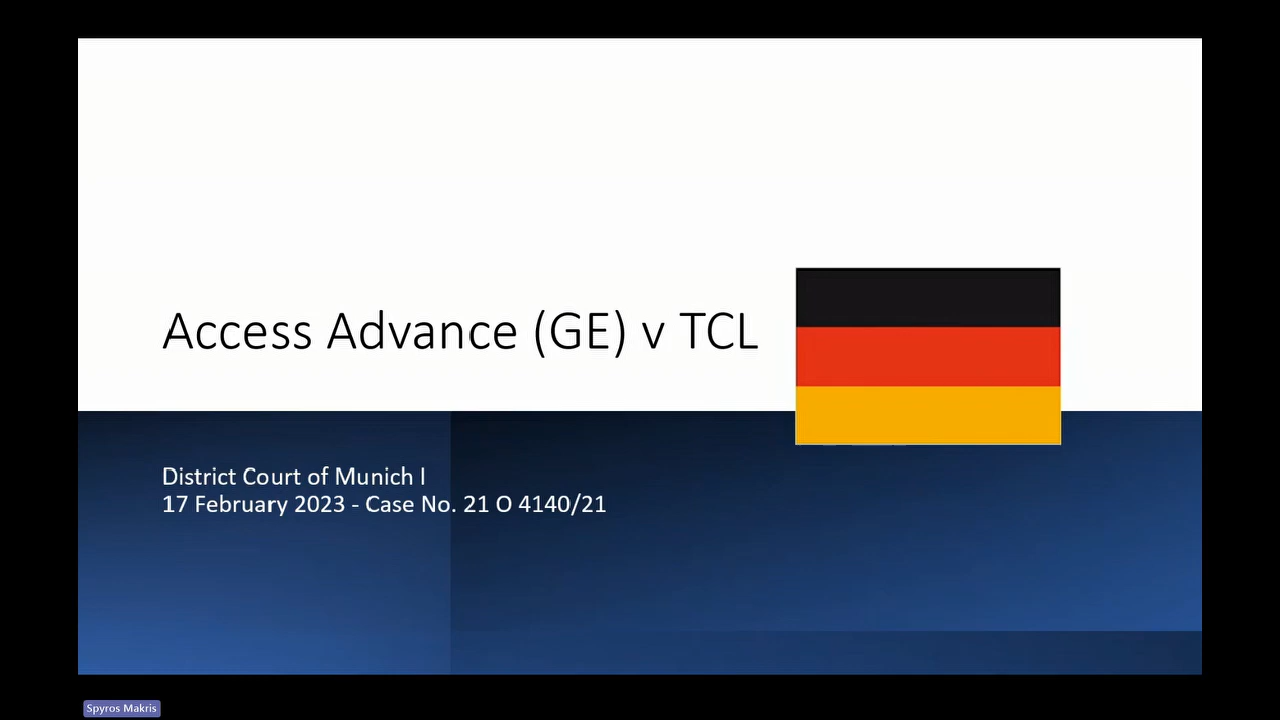 Access Advance (GE) v TCL
District Court of Munich I
17 February 2023 - Case No. 21 O 4140/21
Spyros Makris